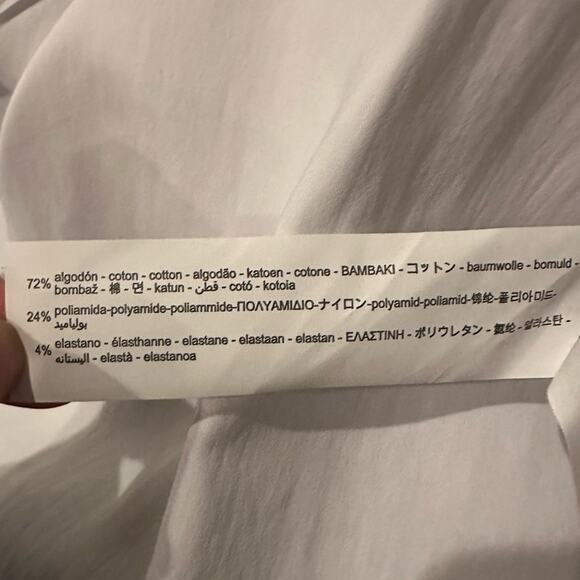 72% algodón - coton - cotton - algodão - katoen - cotone - BAMBAKI - コットン - baumwolle - bomuld -
bombaž - 棉 - 면 - katun - قطن - cotó - kotoia
24% poliamida-polyamide-poliammide-ΠΟΛΥΑΜΙΔΙΟ-ナイロン-polyamid-poliamid-锦纶-폴리아미드-
بولياميد
4% elastano - élasthanne - elastane - elastaan - elastan - ΕΛΑΣΤΙΝΗ - ポリウレタン - 氨纶 - 엘라스탄 -
اليستانه - elastà - elastanoa